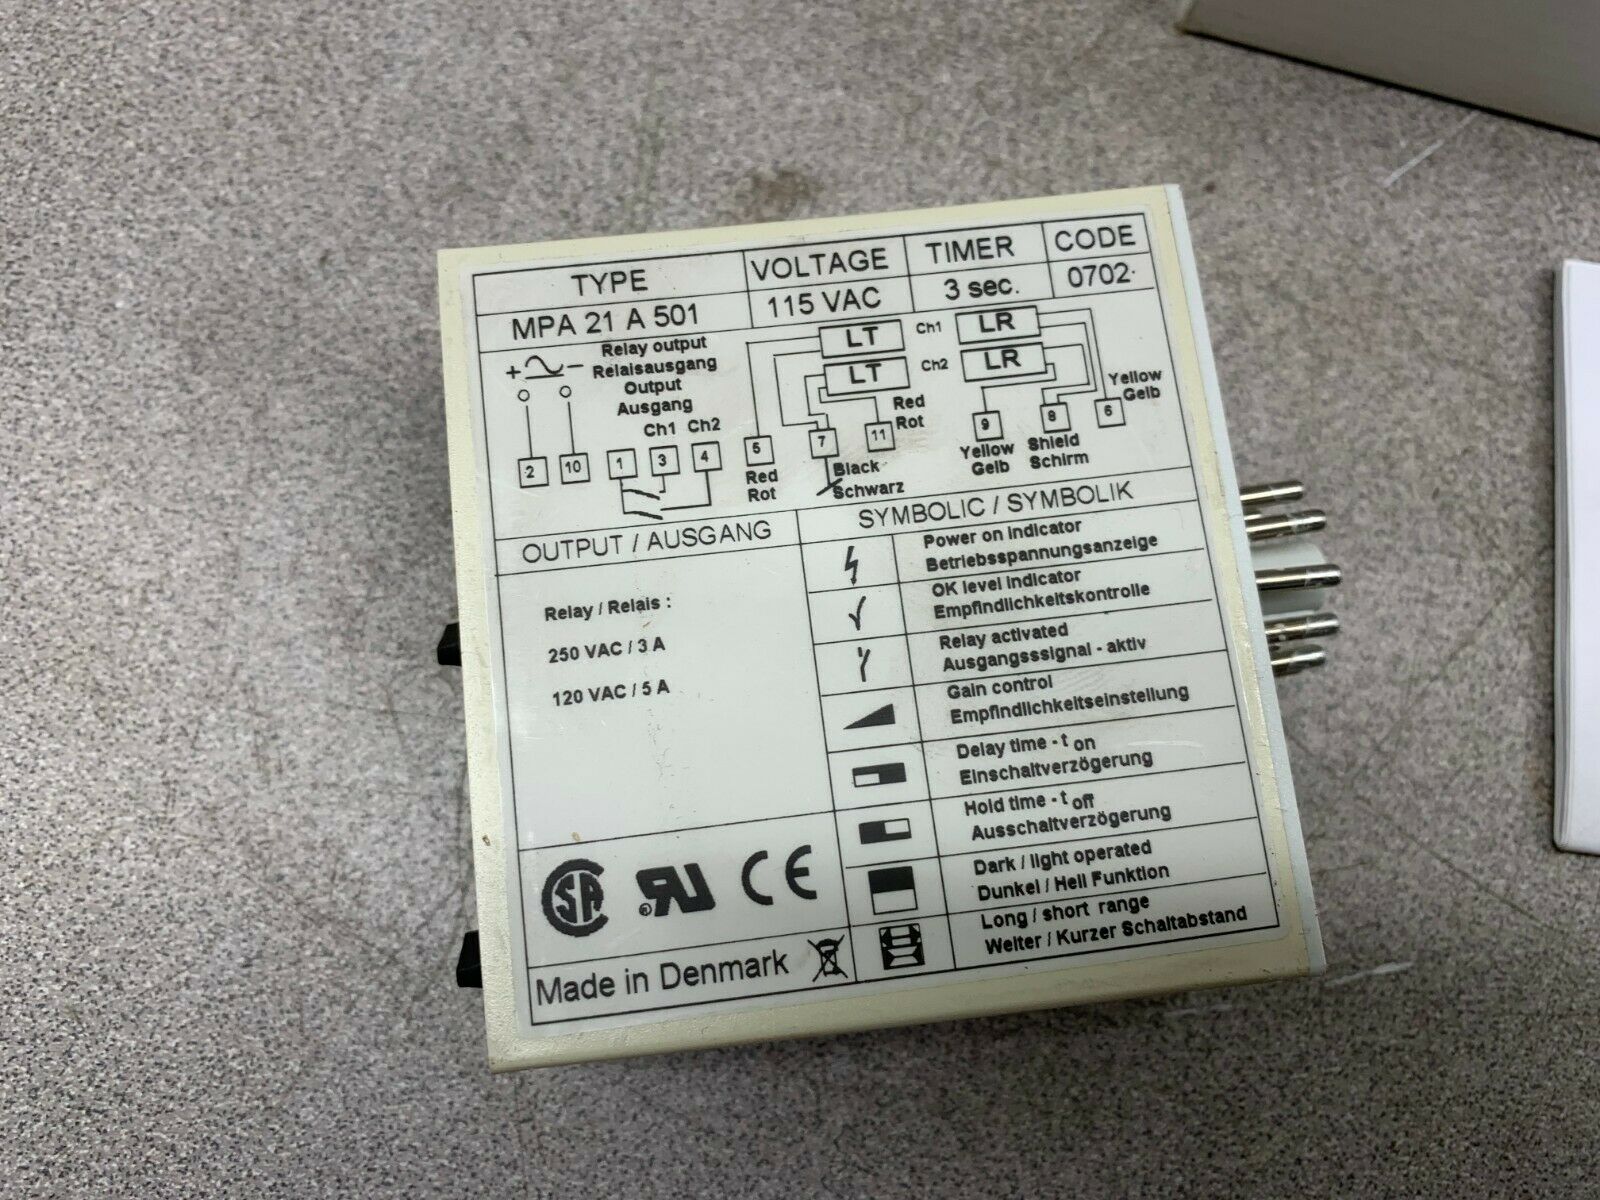 TYPE VOLTAGE TIMER CODE
MPA 21 A 501 115 VAC 3 sec. 0702
+ − Relay output
Relaisausgang
Output
Ausgang
Ch1 Ch2
2 10 1 3 4
LT Ch1 LR
LT Ch2 LR
5 7 11 9 8 6
Red
Rot
Black
Schwarz
Red
Rot
Yellow
Gelb
Shield
Schirm
Yellow
Gelb
OUTPUT / AUSGANG
Relay / Relais :
250 VAC / 3 A
120 VAC / 5 A
SYMBOLIC / SYMBOLIK
Power on indicator
Betriebsspannungsanzeige
OK level indicator
Empfindlichkeitskontrolle
Relay activated
Ausgangsssignal - aktiv
Gain control
Empfindlichkeitseinstellung
Delay time - t on
Einschaltverzögerung
Hold time - t off
Ausschaltverzögerung
Dark / light operated
Dunkel / Hell Funktion
Long / short range
Weiter / Kurzer Schaltabstand
CSA RU CE
Made in Denmark